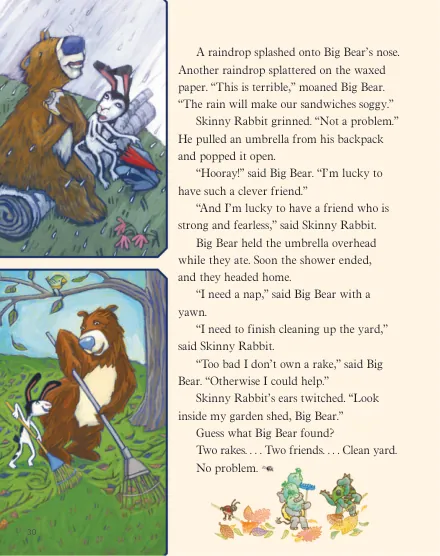 A raindrop splashed onto Big Bear's nose.
Another raindrop splattered on the waxed
paper. “This is terrible,” moaned Big Bear.
“The rain will make our sandwiches soggy.”
Skinny Rabbit grinned. “Not a problem.”
He pulled an umbrella from his backpack
and popped it open.
“Hooray!” said Big Bear. “I'm lucky to
have such a clever friend.”
“And I'm lucky to have a friend who is
strong and fearless,” said Skinny Rabbit.
Big Bear held the umbrella overhead
while they ate. Soon the shower ended,
and they headed home.
“I need a nap,” said Big Bear with a
yawn.
“I need to finish cleaning up the yard,”
said Skinny Rabbit.
“Too bad I don't own a rake,” said Big
Bear. “Otherwise I could help.”
Skinny Rabbit's ears twitched. “Look
inside my garden shed, Big Bear.”
Guess what Big Bear found?
Two rakes. . . . Two friends. . . . Clean yard.
No problem.
30